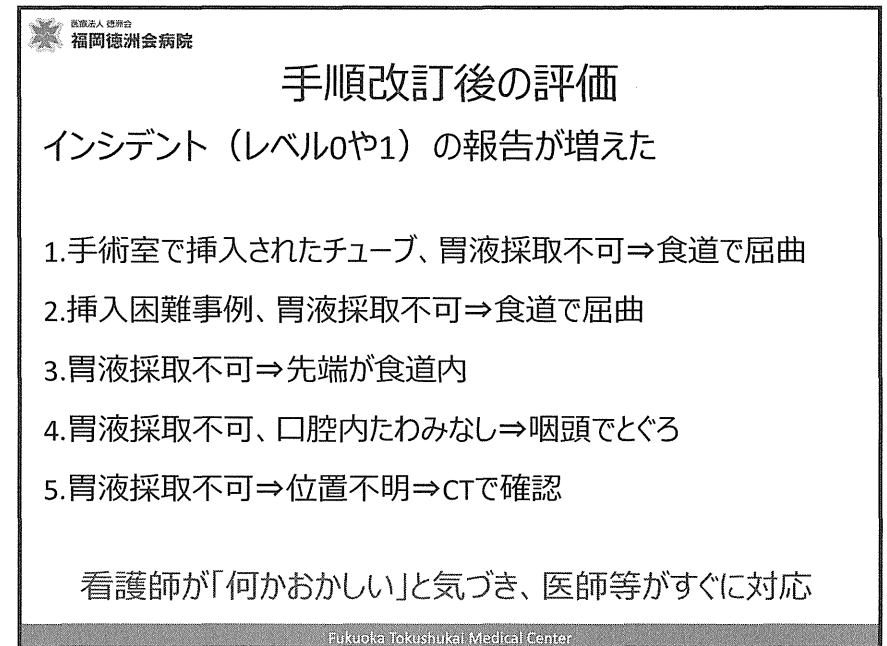 医療法人 徳洲会
福岡徳洲会病院
手順改訂後の評価
インシデント（レベル0や1）の報告が増えた
1.手術室で挿入されたチューブ、胃液採取不可⇒食道で屈曲
2.挿入困難事例、胃液採取不可⇒食道で屈曲
3.胃液採取不可⇒先端が食道内
4.胃液採取不可、口腔内たわみなし⇒咽頭でとぐろ
5.胃液採取不可⇒位置不明⇒CTで確認
看護師が「何かおかしい」と気づき、医師等がすぐに対応
Fukuoka Tokushukai Medical Center